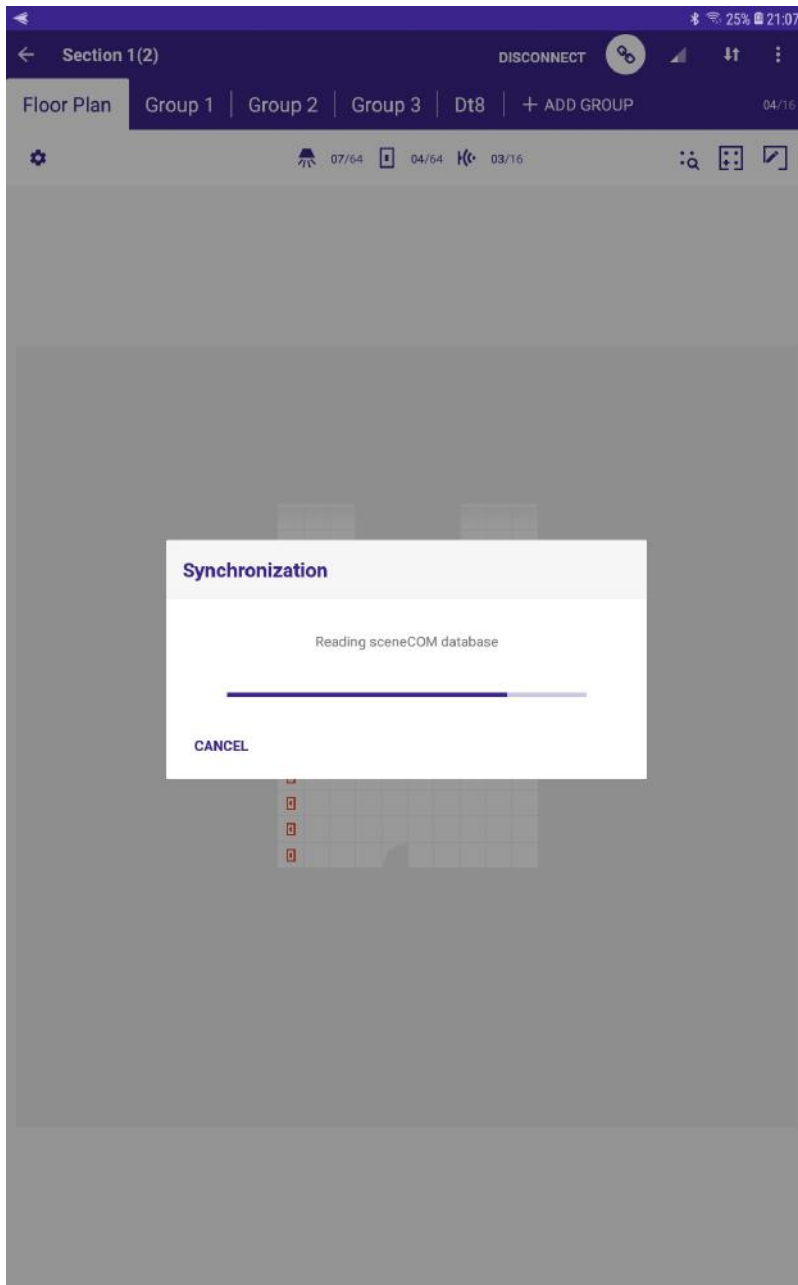 25% 21:07
Section 1(2) DISCONNECT
Floor Plan Group 1 Group 2 Group 3 Dt8 + ADD GROUP 04/16
07/64 04/64 03/16
Synchronization
Reading sceneCOM database
CANCEL